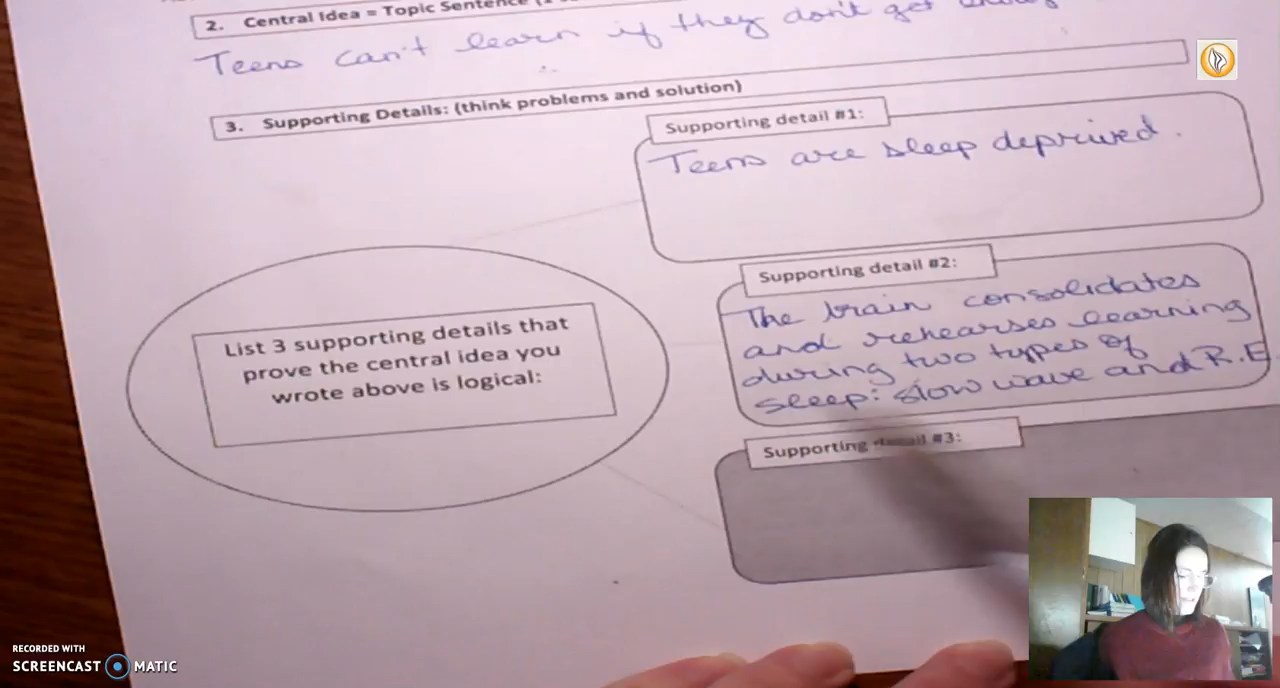 2. Central Idea = Topic Sentence
Teens can't learn if they don't get
3. Supporting Details: (think problems and solution)
Supporting detail #1:
Teens are sleep deprived.
Supporting detail #2:
The brain consolidates
and rehearses learning
during two types of
sleep: slow wave and R.E
List 3 supporting details that
prove the central idea you
wrote above is logical:
Supporting detail #3:
RECORDED WITH
SCREENCAST MATIC